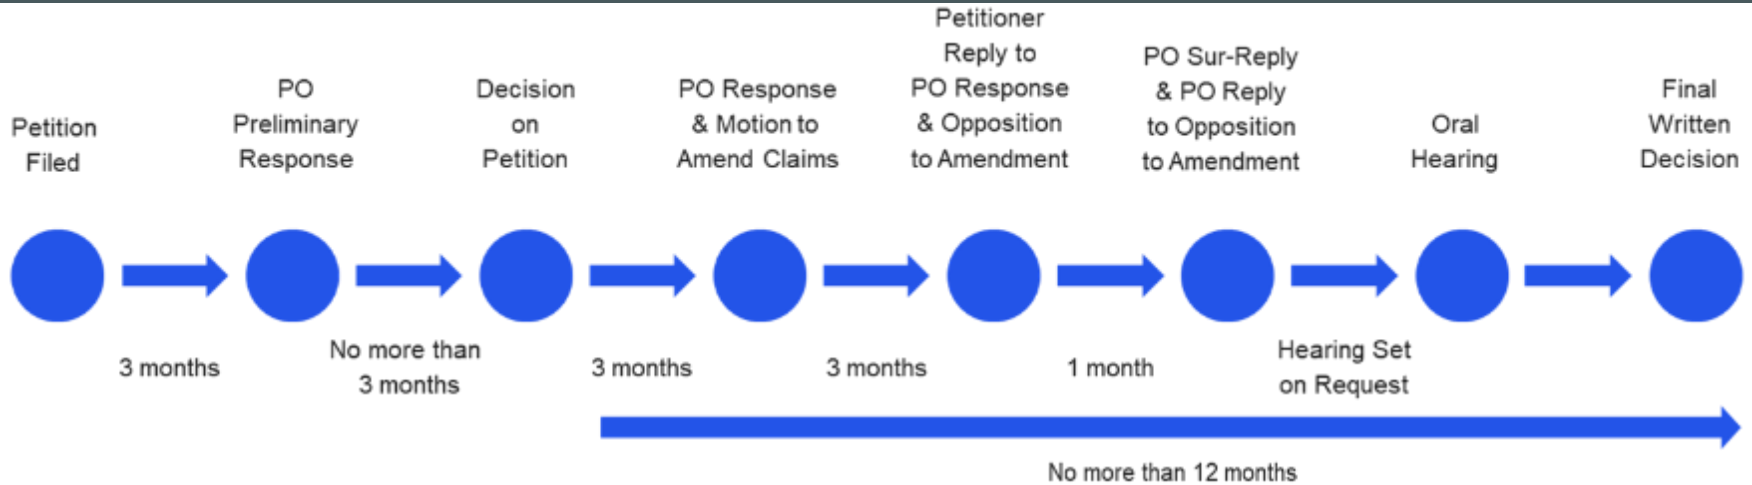 Petition
Filed
PO
Preliminary
Response
Decision
on
Petition
PO Response
& Motion to
Amend Claims
Petitioner
Reply to
PO Response
& Opposition
to Amendment
PO Sur-Reply
& PO Reply
to Opposition
to Amendment
Oral
Hearing
Final
Written
Decision
3 months
No more than
3 months
3 months
3 months
1 month
Hearing Set
on Request
No more than 12 months